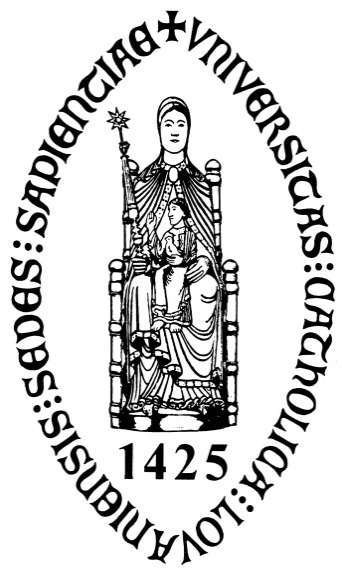 ✠ VNIVERSITAS : CATHOLICA : LOVANIENSIS : SEDES : SAPIENTIAE
1425